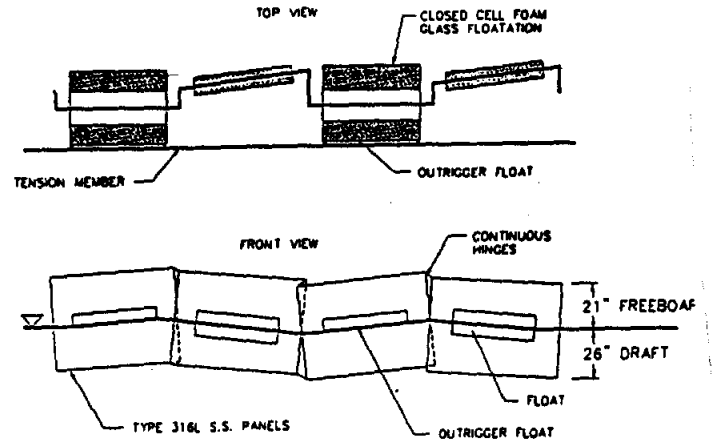 TOP VIEW
CLOSED CELL FOAM
GLASS FLOATATION
TENSION MEMBER
OUTRIGGER FLOAT
FRONT VIEW
CONTINUOUS
HINGES
21" FREEBOAR
26" DRAFT
FLOAT
TYPE 316L S.S. PANELS
OUTRIGGER FLOAT